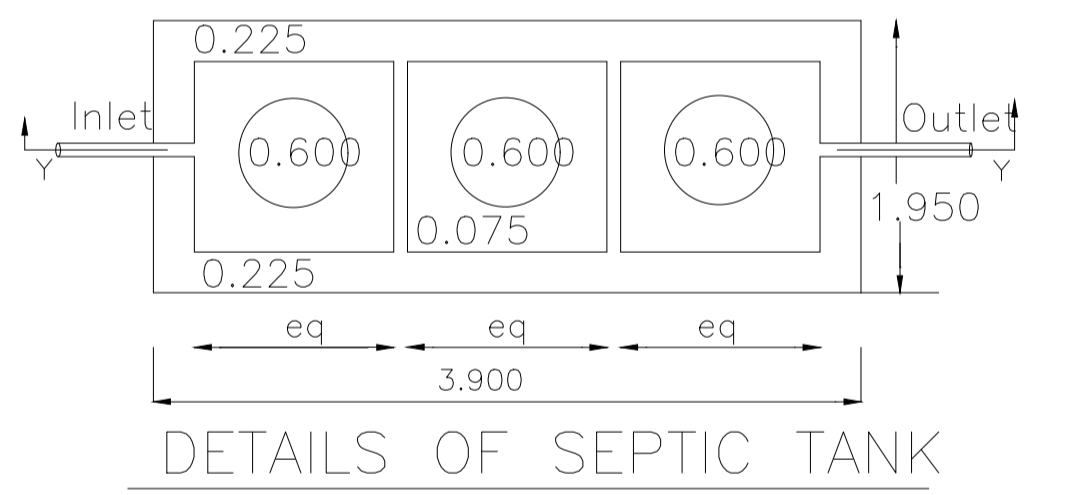 0.225
Inlet
Outlet
0.600 0.600 0.600
Y
Y
1.950
0.075
0.225
eq eq eq
3.900
DETAILS OF SEPTIC TANK